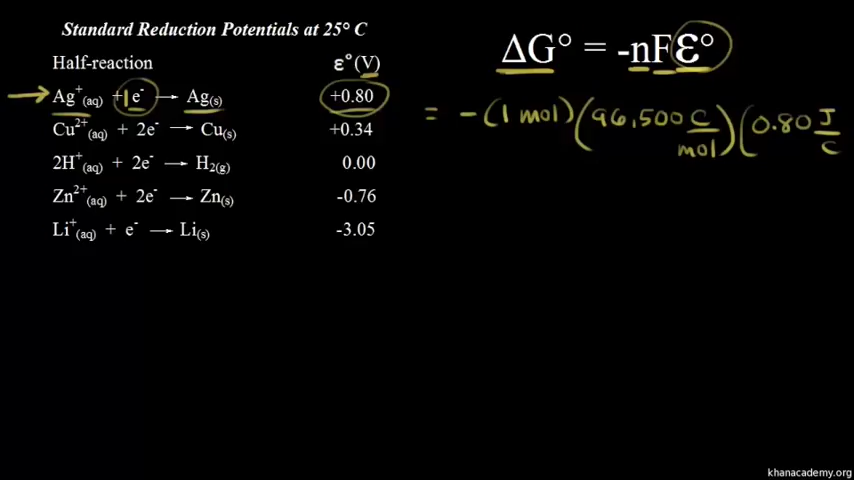 Standard Reduction Potentials at 25° C
Half-reaction ε°(V)
Ag⁺(aq) + 1 e⁻ → Ag(s) +0.80
Cu²⁺(aq) + 2e⁻ → Cu(s) +0.34
2H⁺(aq) + 2e⁻ → H₂(g) 0.00
Zn²⁺(aq) + 2e⁻ → Zn(s) -0.76
Li⁺(aq) + e⁻ → Li(s) -3.05
ΔG° = -nFε°
= - (1 mol) (96,500 C/mol) (0.80 J/C
khanacademy.org